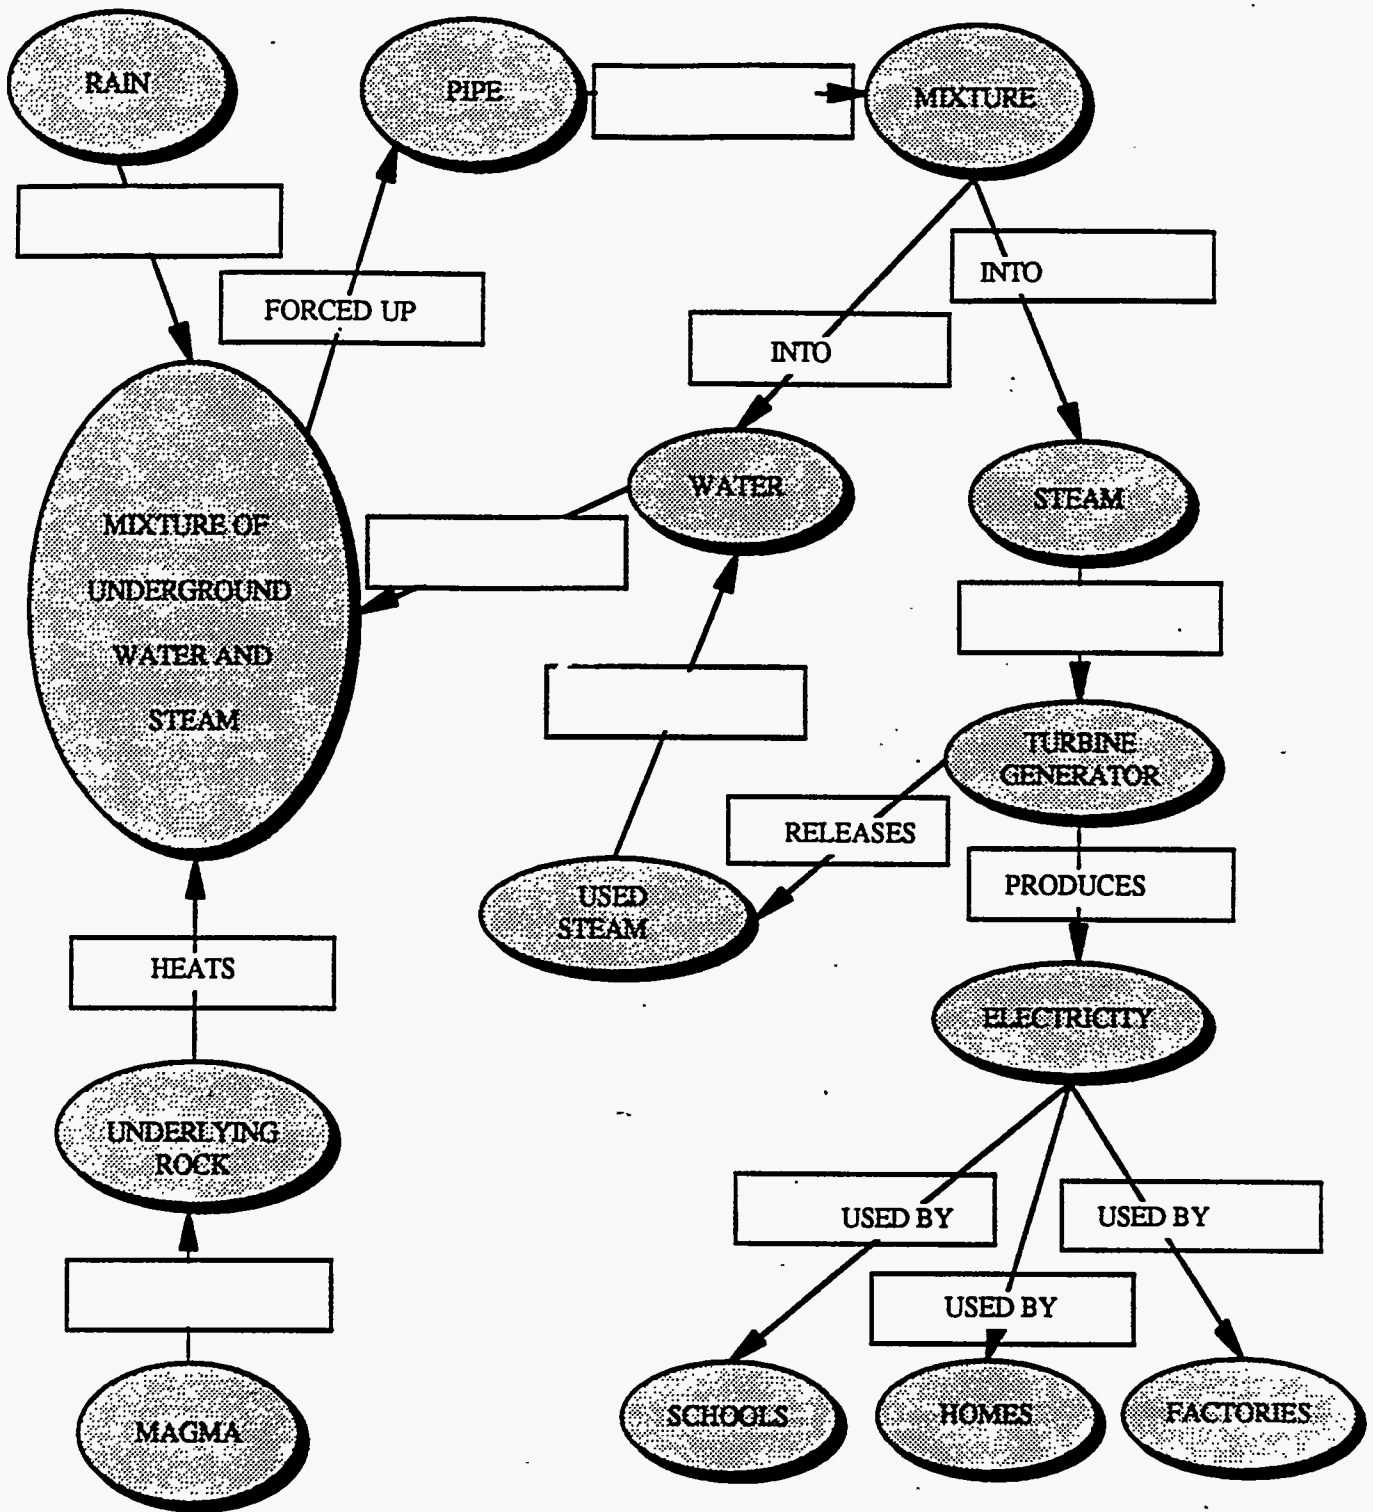 RAIN
PIPE
MIXTURE
INTO
FORCED UP
INTO
WATER
STEAM
MIXTURE OF
UNDERGROUND
WATER AND
STEAM
TURBINE
GENERATOR
RELEASES
PRODUCES
USED
STEAM
HEATS
ELECTRICITY
UNDERLYING
ROCK
USED BY
USED BY
USED BY
SCHOOLS
HOMES
FACTORIES
MAGMA